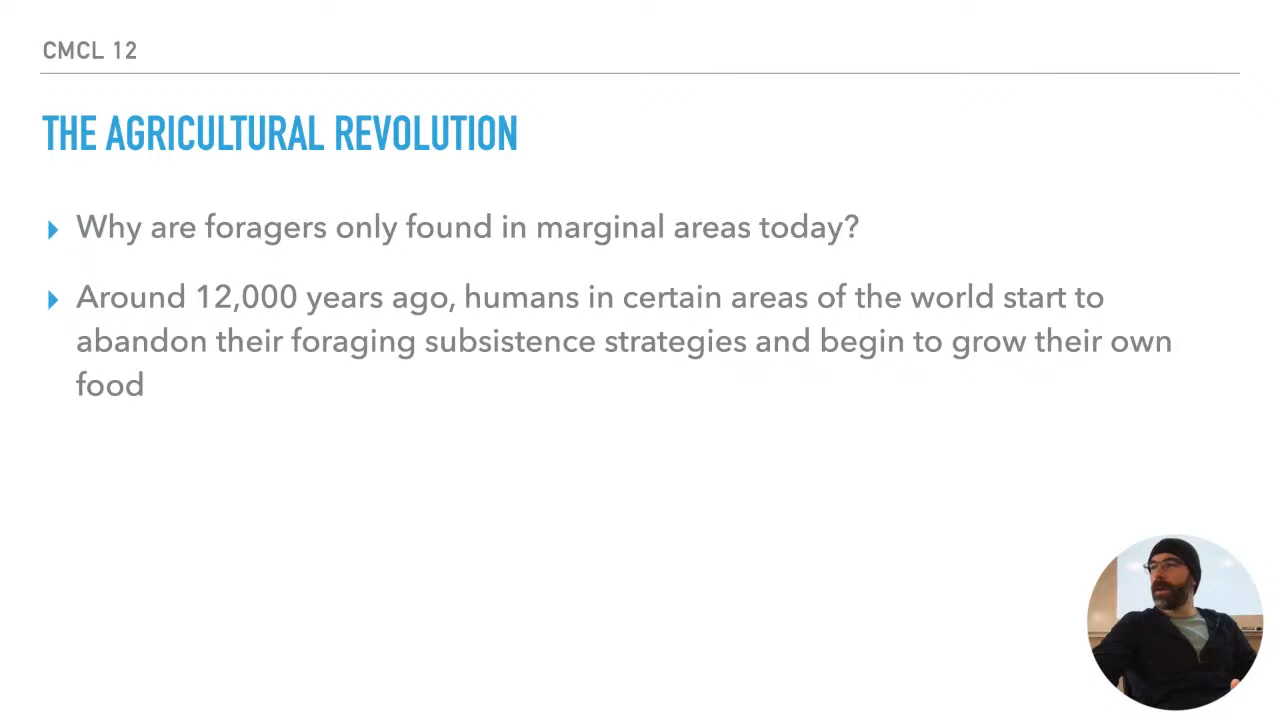 CMCL 12
THE AGRICULTURAL REVOLUTION
Why are foragers only found in marginal areas today?
Around 12,000 years ago, humans in certain areas of the world start to
abandon their foraging subsistence strategies and begin to grow their own
food